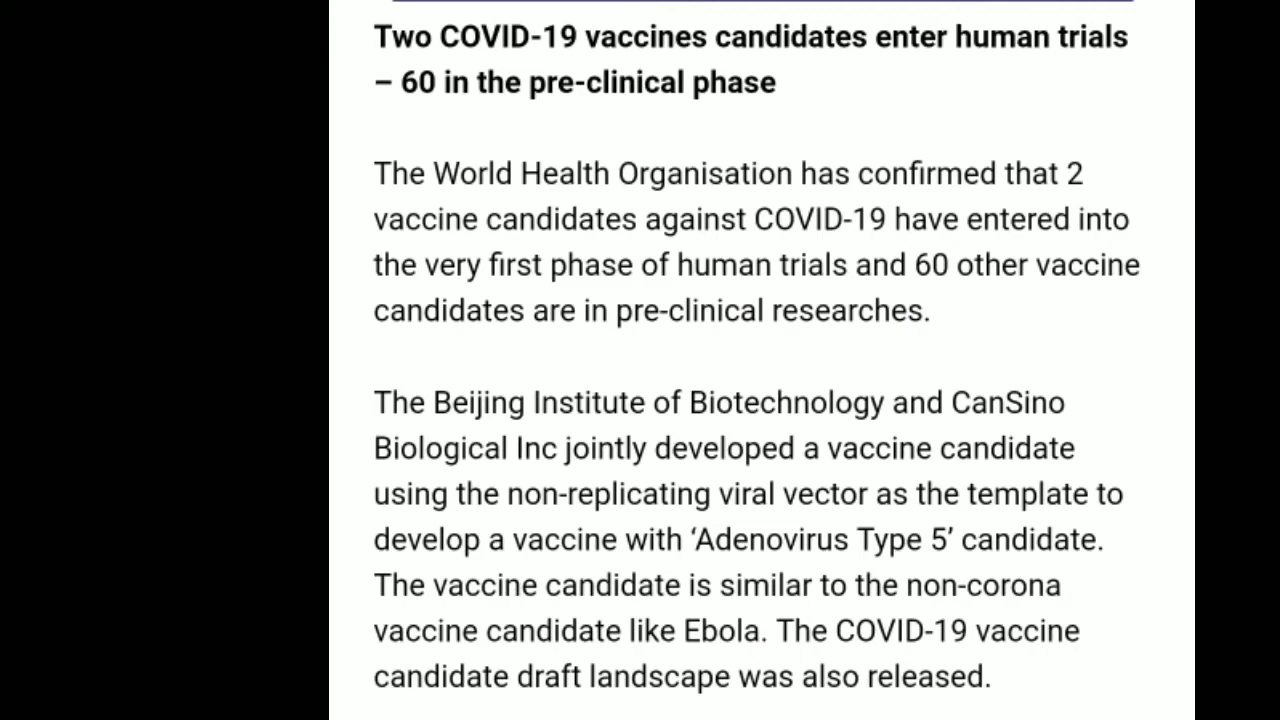 Two COVID-19 vaccines candidates enter human trials
– 60 in the pre-clinical phase
The World Health Organisation has confirmed that 2
vaccine candidates against COVID-19 have entered into
the very first phase of human trials and 60 other vaccine
candidates are in pre-clinical researches.
The Beijing Institute of Biotechnology and CanSino
Biological Inc jointly developed a vaccine candidate
using the non-replicating viral vector as the template to
develop a vaccine with ‘Adenovirus Type 5’ candidate.
The vaccine candidate is similar to the non-corona
vaccine candidate like Ebola. The COVID-19 vaccine
candidate draft landscape was also released.